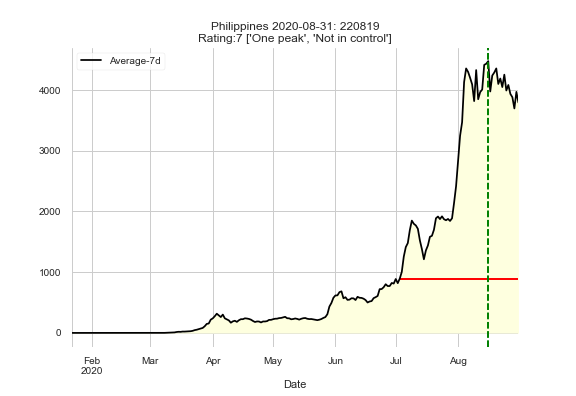 Philippines 2020-08-31: 220819
Rating:7 ['One peak', 'Not in control']
Average-7d
4000
3000
2000
1000
0
Feb
2020
Mar
Apr
May
Jun
Jul
Aug
Date